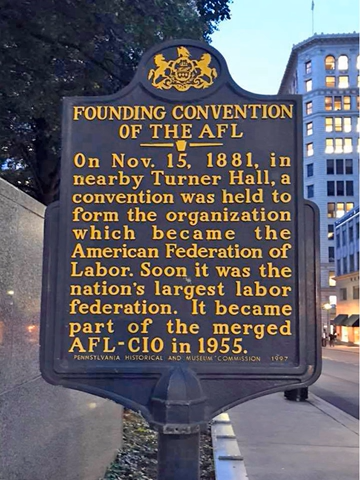 FOUNDING CONVENTION
OF THE AFL
On Nov. 15, 1881, in
nearby Turner Hall, a
convention was held to
form the organization
which became the
American Federation of
Labor. Soon it was the
nation's largest labor
federation. It became
part of the merged
AFL-CIO in 1955.
PENNSYLVANIA HISTORICAL AND MUSEUM COMMISSION 1997